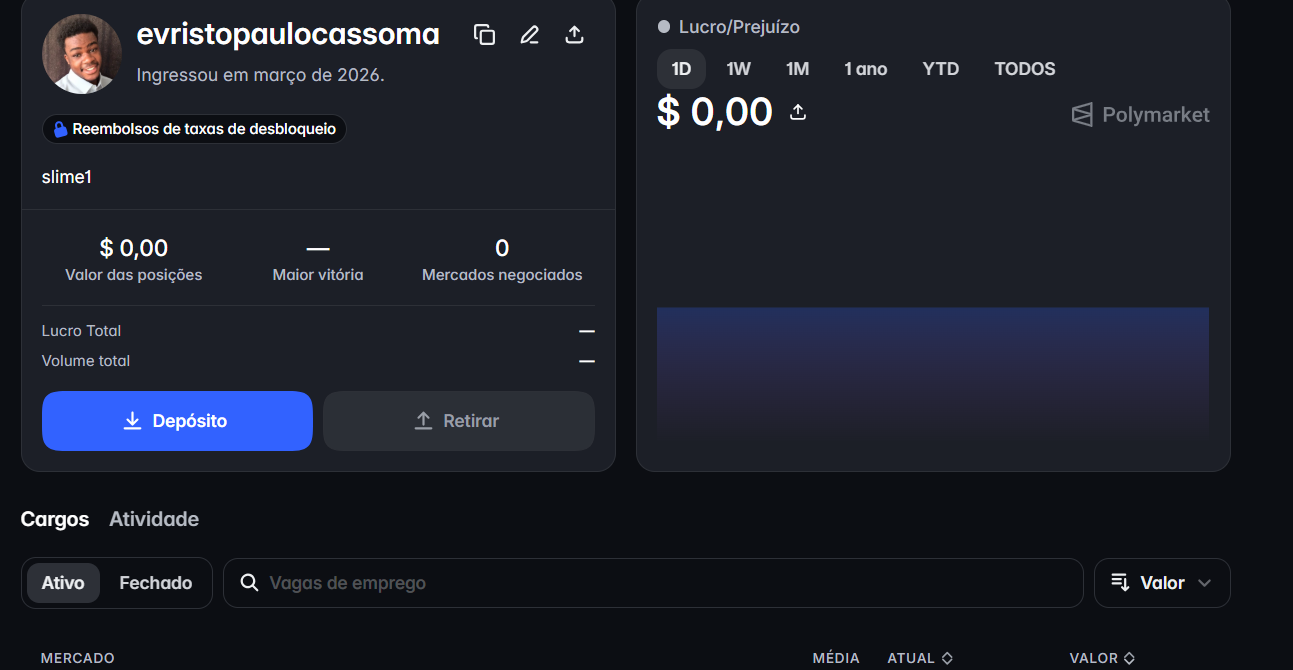 evristopaulocassoma
Ingressou em março de 2026.
Reembolsos de taxas de desbloqueio
slime1
$ 0,00
Valor das posições
—
Maior vitória
0
Mercados negociados
Lucro Total —
Volume total —
Depósito
Retirar
Lucro/Prejuízo
1D 1W 1M 1 ano YTD TODOS
$ 0,00
Polymarket
Cargos Atividade
Ativo Fechado
Vagas de emprego
Valor
MERCADO MÉDIA ATUAL VALOR